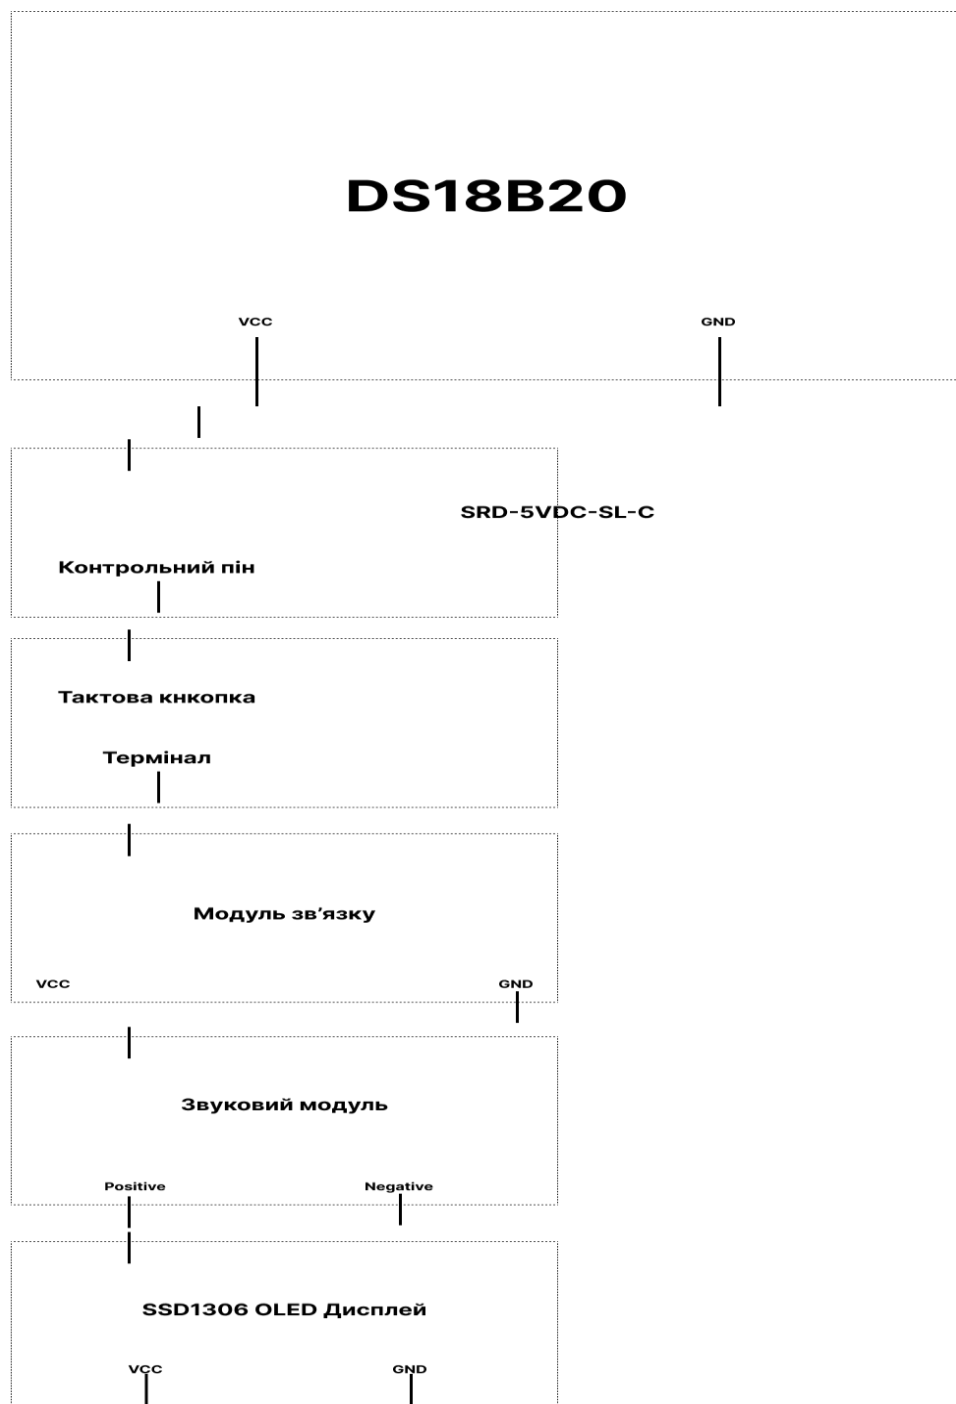 DS18B20
VCC GND
SRD-5VDC-SL-C
Контрольний пін
Тактова кнкопка
Термінал
Модуль зв’язку
VCC GND
Звуковий модуль
Positive Negative
SSD1306 OLED Дисплей
VCC GND